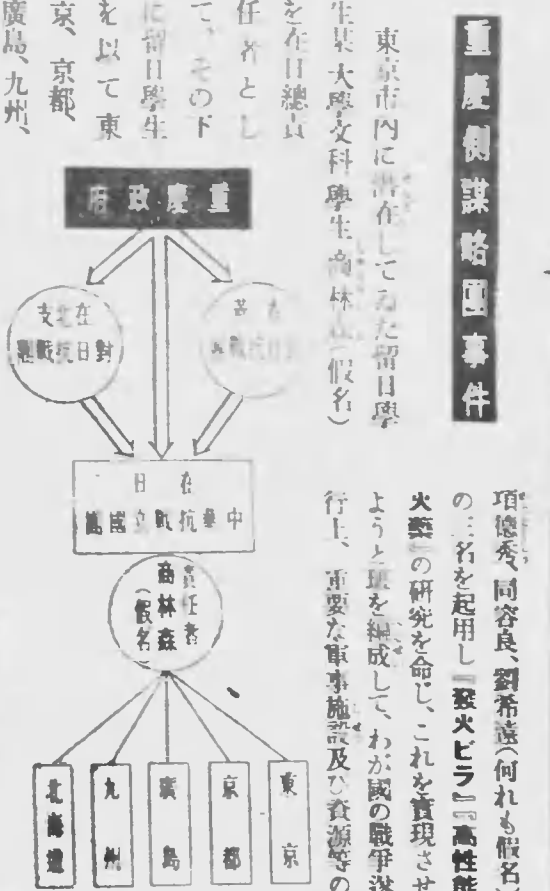 重慶側謀略團事件
東京市内に潜在してゐた留日學
生某大學文科學生商林森(假名)
を在日總責
任者とし
て、その下
に留日學生
を以て東
京、京都、
廣島、九州、
項德秀、同容良、劉希遠(何れも假名)
の三名を起用し『發火ビラ』『高性能
火藥』の研究を命じ、これを實現させ
ようと班を編成して、わが國の戰爭遂
行上、重要な軍事施設及び資源等の
府政慶重
支北在
對日抗戰
在
日在
中華抗戰立國
責任者
商林森
(假名)
東京
京都
廣島
九州
北海道